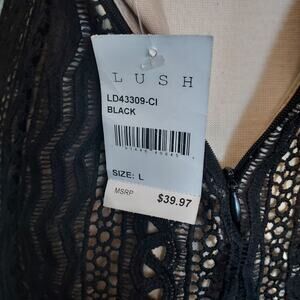 LUSH
LD43309-CI
BLACK
SIZE: L
MSRP $39.97